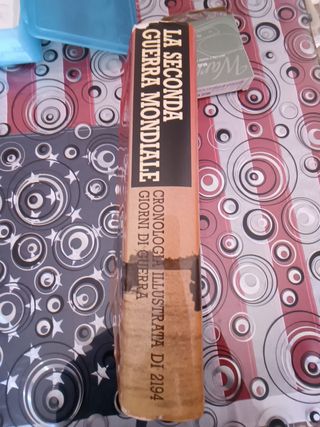 LA SECONDA
GUERRA MONDIALE
CRONOLOGIA ILLUSTRATA DI 2194
GIORNI DI GUERRA